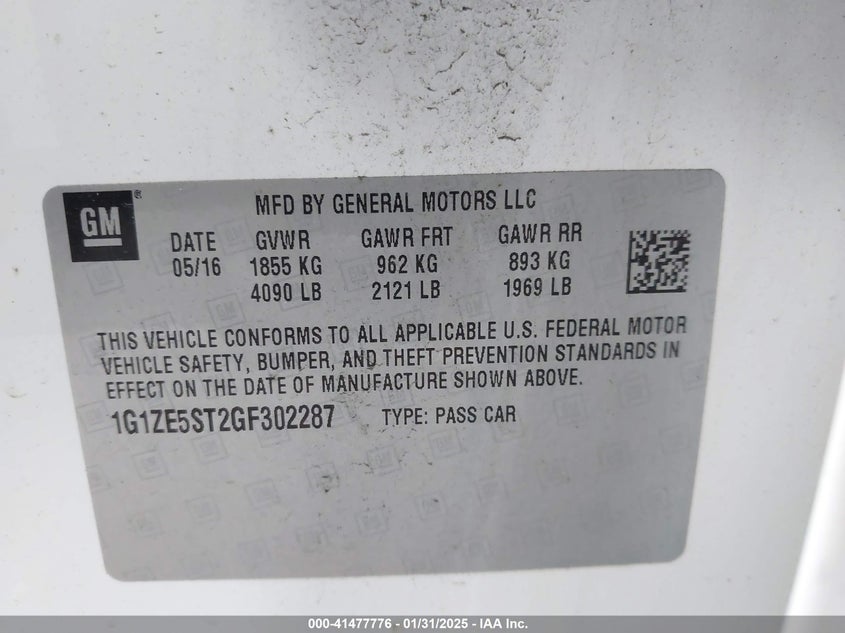 GM ®
MFD BY GENERAL MOTORS LLC
DATE GVWR GAWR FRT GAWR RR
05/16 1855 KG 962 KG 893 KG
4090 LB 2121 LB 1969 LB
THIS VEHICLE CONFORMS TO ALL APPLICABLE U.S. FEDERAL MOTOR
VEHICLE SAFETY, BUMPER, AND THEFT PREVENTION STANDARDS IN
EFFECT ON THE DATE OF MANUFACTURE SHOWN ABOVE.
1G1ZE5ST2GF302287 TYPE: PASS CAR
000-41477776 - 01/31/2025 - IAA Inc.